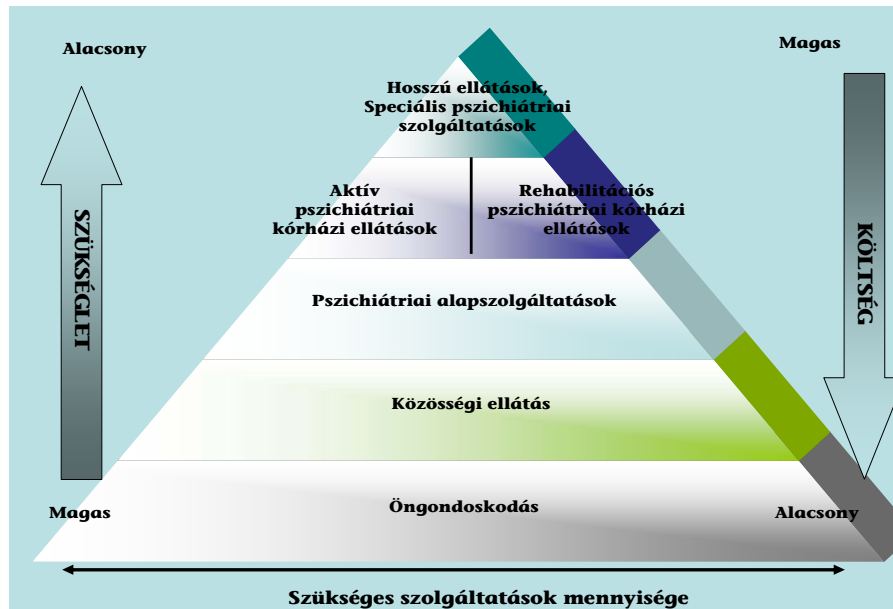 Alacsony
Magas
Hosszú ellátások,
Speciális pszichiátriai
szolgáltatások
Aktív
pszichiátriai
kórházi ellátások
Rehabilitációs
pszichiátriai kórházi
ellátások
SZÜKSÉGLET
KÖLTSÉG
Pszichiátriai alapszolgáltatások
Közösségi ellátás
Magas
Öngondoskodás
Alacsony
Szükséges szolgáltatások mennyisége